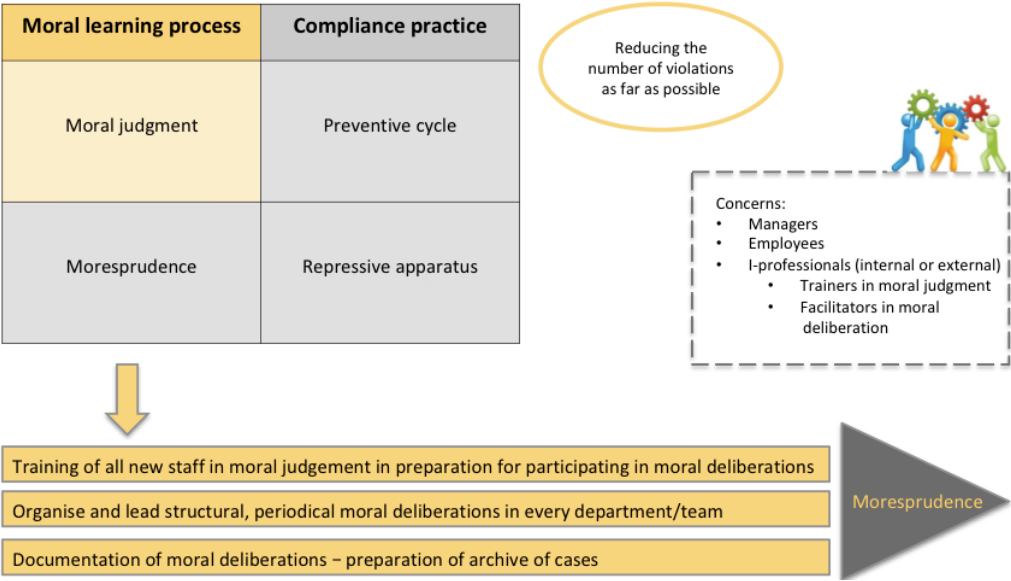 Moral learning process
Compliance practice
Moral judgment
Preventive cycle
Moresprudence
Repressive apparatus
Reducing the
number of violations
as far as possible
Concerns:
• Managers
• Employees
• I-professionals (internal or external)
• Trainers in moral judgment
• Facilitators in moral
deliberation
Training of all new staff in moral judgement in preparation for participating in moral deliberations
Organise and lead structural, periodical moral deliberations in every department/team
Documentation of moral deliberations – preparation of archive of cases
Moresprudence